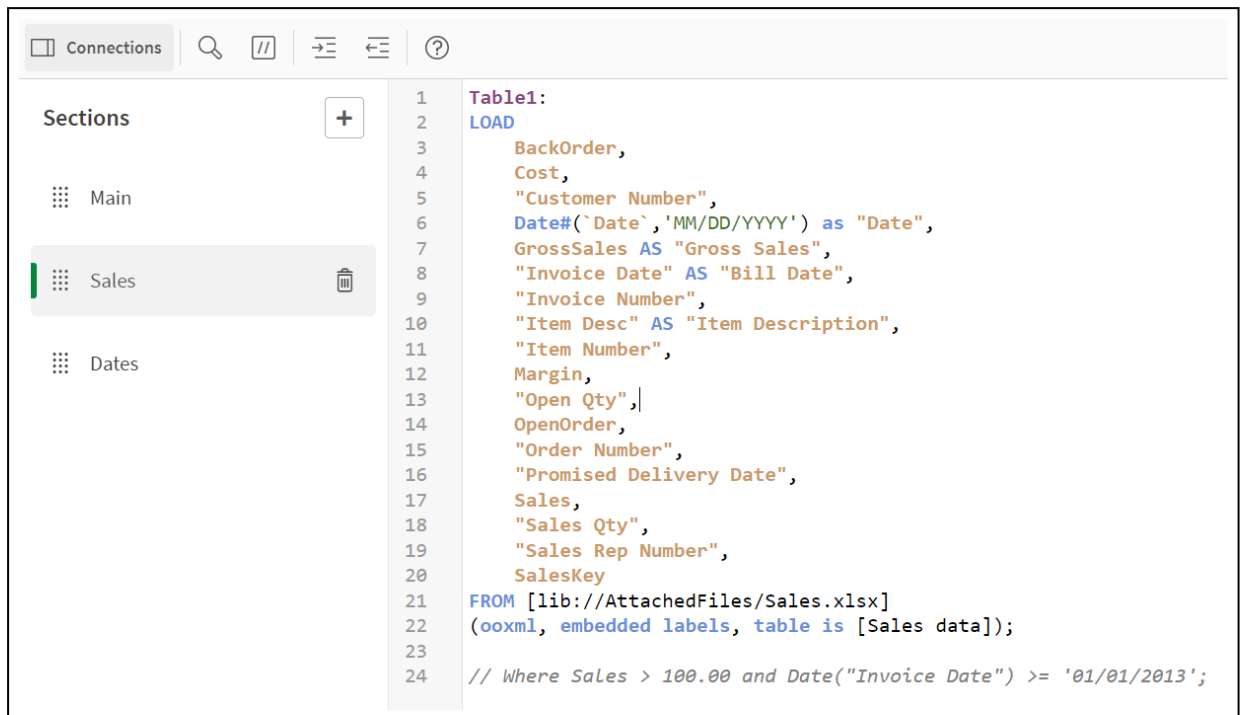 Connections
Sections
Main
Sales
Dates
1 Table1:
2 LOAD
3 BackOrder,
4 Cost,
5 "Customer Number",
6 Date#(`Date`,'MM/DD/YYYY') as "Date",
7 GrossSales AS "Gross Sales",
8 "Invoice Date" AS "Bill Date",
9 "Invoice Number",
10 "Item Desc" AS "Item Description",
11 "Item Number",
12 Margin,
13 "Open Qty",
14 OpenOrder,
15 "Order Number",
16 "Promised Delivery Date",
17 Sales,
18 "Sales Qty",
19 "Sales Rep Number",
20 SalesKey
21 FROM [lib://AttachedFiles/Sales.xlsx]
22 (ooxml, embedded labels, table is [Sales data]);
23
24 // Where Sales > 100.00 and Date("Invoice Date") >= '01/01/2013';